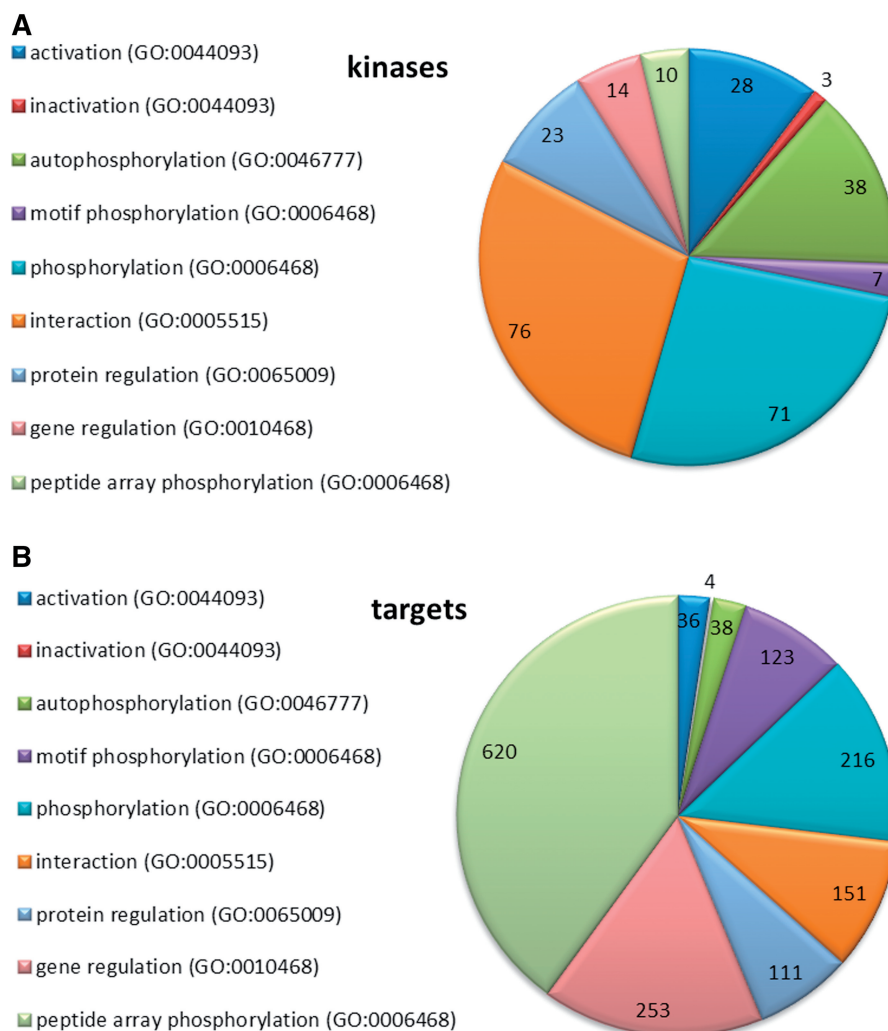 A
kinases
activation (GO:0044093)
inactivation (GO:0044093)
autophosphorylation (GO:0046777)
motif phosphorylation (GO:0006468)
phosphorylation (GO:0006468)
interaction (GO:0005515)
protein regulation (GO:0065009)
gene regulation (GO:0010468)
peptide array phosphorylation (GO:0006468)
28
3
38
7
71
76
23
14
10
B
targets
activation (GO:0044093)
inactivation (GO:0044093)
autophosphorylation (GO:0046777)
motif phosphorylation (GO:0006468)
phosphorylation (GO:0006468)
interaction (GO:0005515)
protein regulation (GO:0065009)
gene regulation (GO:0010468)
peptide array phosphorylation (GO:0006468)
36
4
38
123
216
151
111
253
620